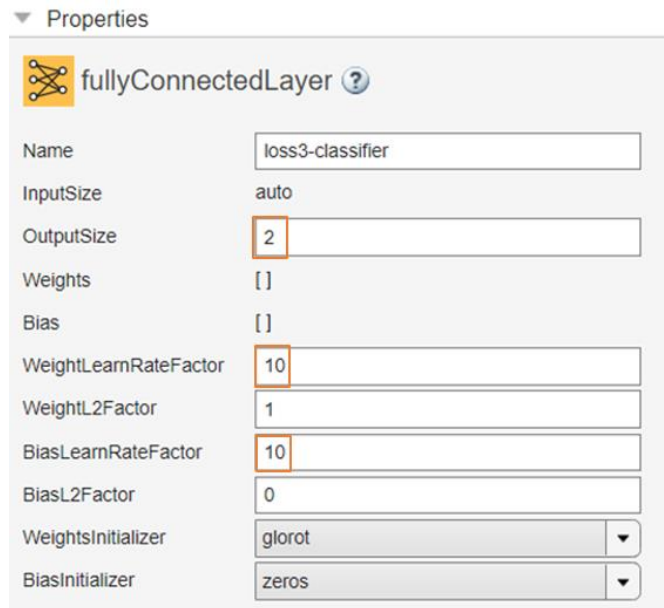 Properties
fullyConnectedLayer ?
Name loss3-classifier
InputSize auto
OutputSize 2
Weights [ ]
Bias [ ]
WeightLearnRateFactor 10
WeightL2Factor 1
BiasLearnRateFactor 10
BiasL2Factor 0
WeightsInitializer glorot
BiasInitializer zeros